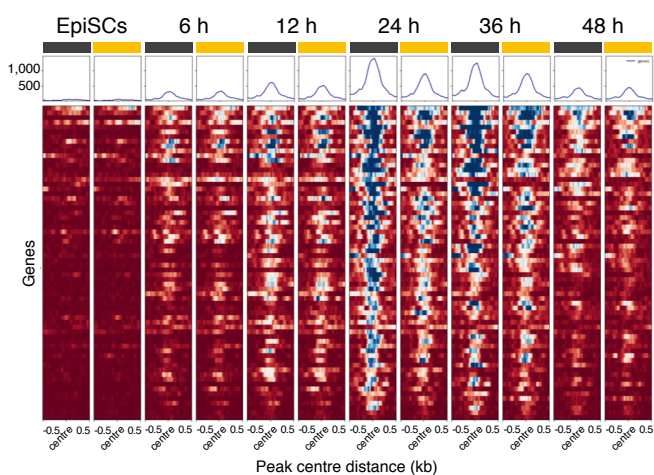 EpiSCs 6 h 12 h 24 h 36 h 48 h
1,000
500
genes
Genes
-0.5 centre 0.5 -0.5 centre 0.5 -0.5 centre 0.5 -0.5 centre 0.5 -0.5 centre 0.5 -0.5 centre 0.5 -0.5 centre 0.5 -0.5 centre 0.5 -0.5 centre 0.5 -0.5 centre 0.5 -0.5 centre 0.5 -0.5 centre 0.5
Peak centre distance (kb)